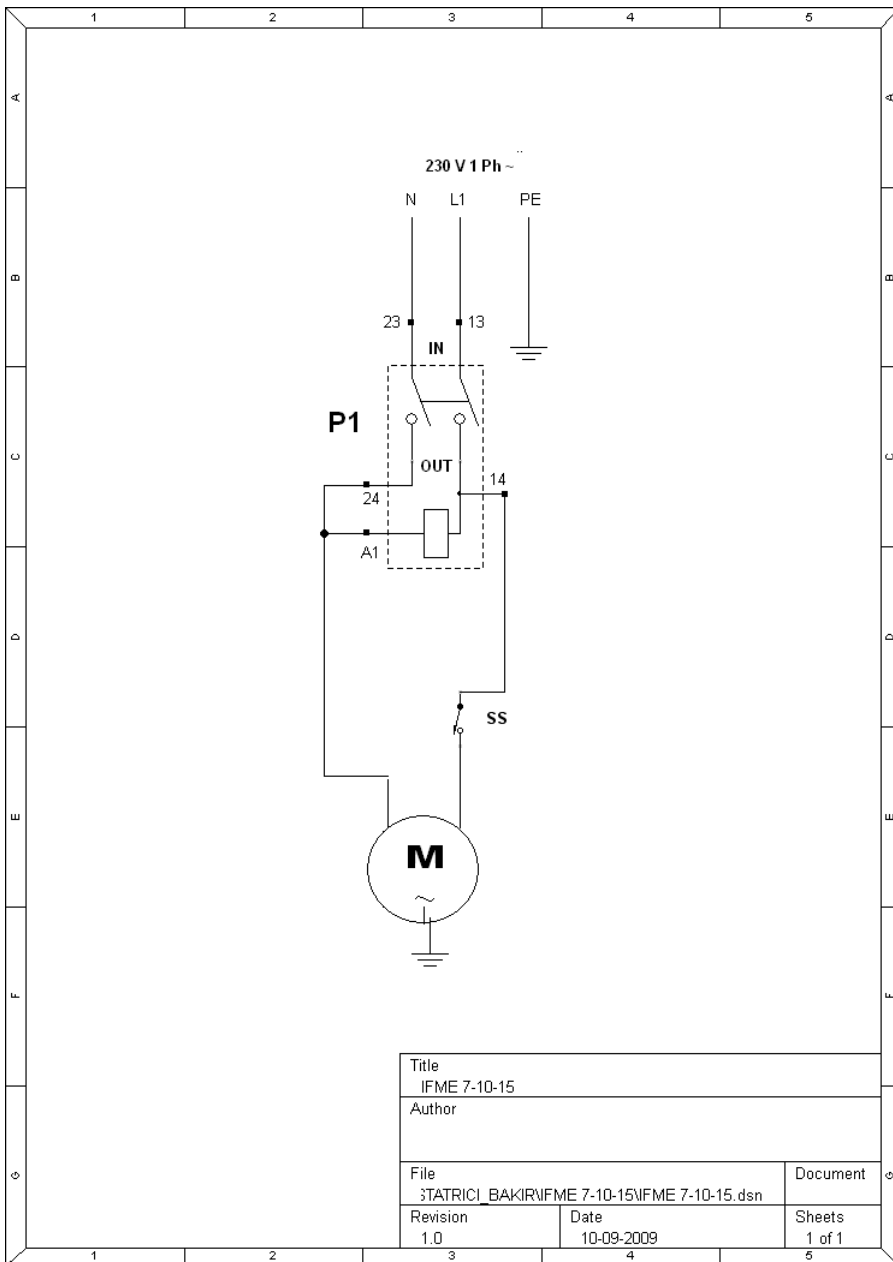 1 2 3 4 5
A A
230 V 1 Ph ~
N L1 PE
B B
23 13
IN
P1
C C
OUT
14
24
A1
D D
SS
E E
M
~
F F
Title
IFME 7-10-15
Author
G G
File Document
STATRICI_BAKIR\IFME 7-10-15\IFME 7-10-15.dsn
Revision Date Sheets
1.0 10-09-2009 1 of 1
1 2 3 4 5